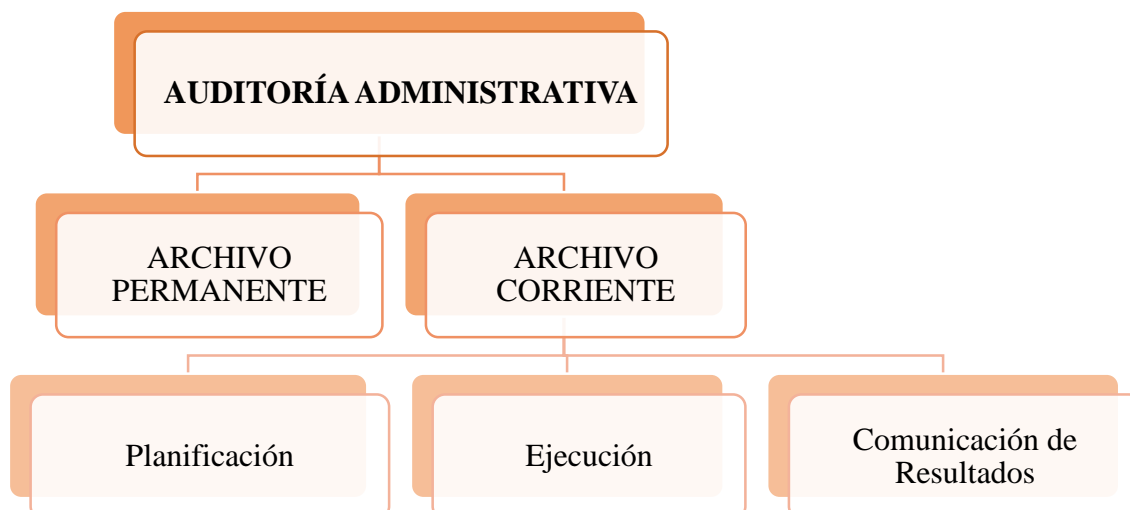 AUDITORÍA ADMINISTRATIVA
ARCHIVO
PERMANENTE
ARCHIVO
CORRIENTE
Planificación
Ejecución
Comunicación de
Resultados